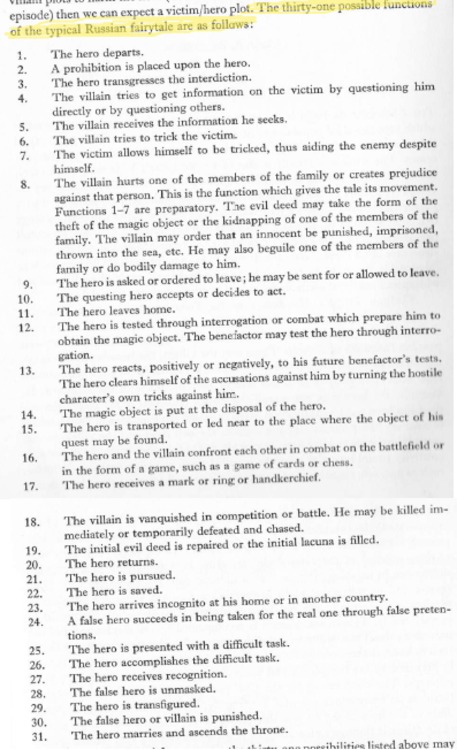 episode) then we can expect a victim/hero plot. The thirty-one possible functions
of the typical Russian fairytale are as follows:
1. The hero departs.
2. A prohibition is placed upon the hero.
3. The hero transgresses the interdiction.
4. The villain tries to get information on the victim by questioning him
directly or by questioning others.
5. The villain receives the information he seeks.
6. The villain tries to trick the victim.
7. The victim allows himself to be tricked, thus aiding the enemy despite
himself.
8. The villain hurts one of the members of the family or creates prejudice
against that person. This is the function which gives the tale its movement.
Functions 1–7 are preparatory. The evil deed may take the form of the
theft of the magic object or the kidnapping of one of the members of the
family. The villain may order that an innocent be punished, imprisoned,
thrown into the sea, etc. He may also beguile one of the members of the
family or do bodily damage to him.
9. The hero is asked or ordered to leave; he may be sent for or allowed to leave.
10. The questing hero accepts or decides to act.
11. The hero leaves home.
12. The hero is tested through interrogation or combat which prepare him to
obtain the magic object. The benefactor may test the hero through interro-
gation.
13. The hero reacts, positively or negatively, to his future benefactor's tests.
The hero clears himself of the accusations against him by turning the hostile
character's own tricks against him.
14. The magic object is put at the disposal of the hero.
15. The hero is transported or led near to the place where the object of his
quest may be found.
16. The hero and the villain confront each other in combat on the battlefield or
in the form of a game, such as a game of cards or chess.
17. The hero receives a mark or ring or handkerchief.
18. The villain is vanquished in competition or battle. He may be killed im-
mediately or temporarily defeated and chased.
19. The initial evil deed is repaired or the initial lacuna is filled.
20. The hero returns.
21. The hero is pursued.
22. The hero is saved.
23. The hero arrives incognito at his home or in another country.
24. A false hero succeeds in being taken for the real one through false preten-
tions.
25. The hero is presented with a difficult task.
26. The hero accomplishes the difficult task.
27. The hero receives recognition.
28. The false hero is unmasked.
29. The hero is transfigured.
30. The false hero or villain is punished.
31. The hero marries and ascends the throne.
possibilities listed above may